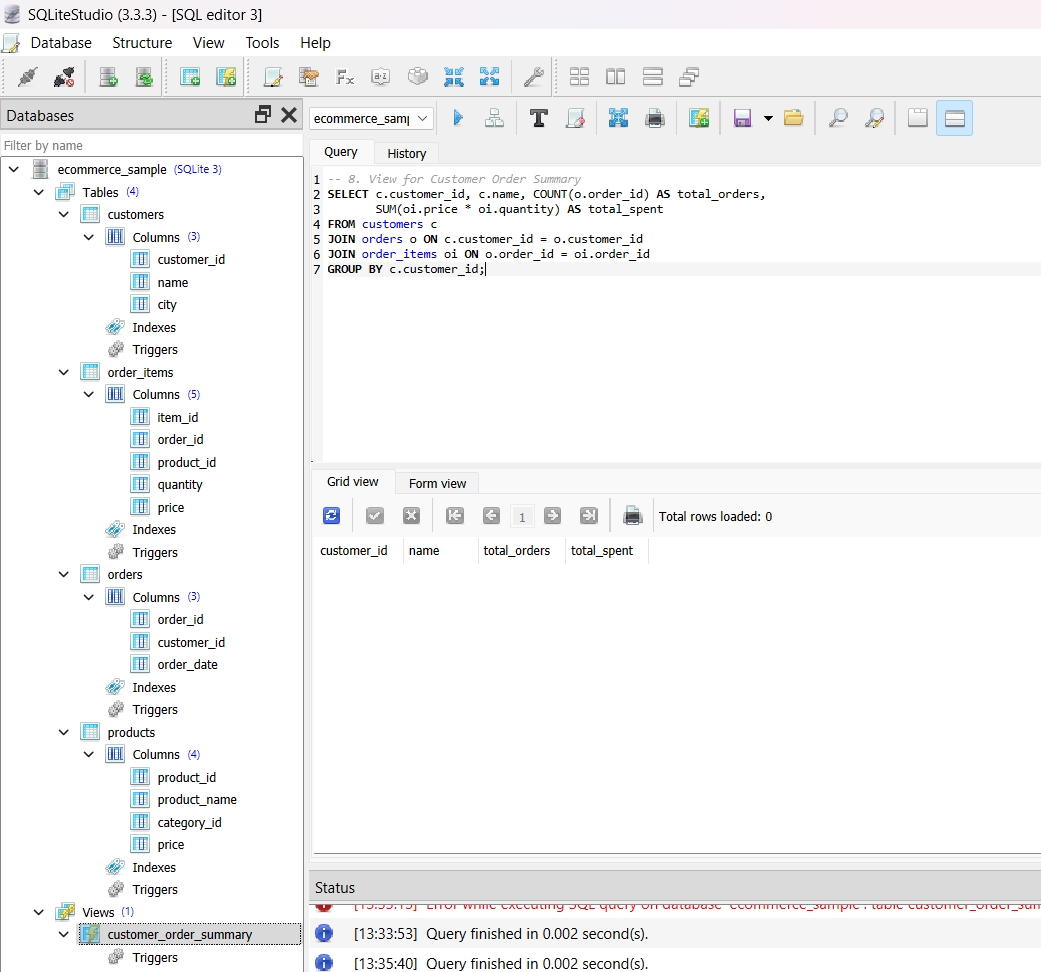 SQLiteStudio (3.3.3) - [SQL editor 3]
Database Structure View Tools Help
Databases
Filter by name
ecommerce_sample (SQLite 3)
Tables (4)
customers
Columns (3)
customer_id
name
city
Indexes
Triggers
order_items
Columns (5)
item_id
order_id
product_id
quantity
price
Indexes
Triggers
orders
Columns (3)
order_id
customer_id
order_date
Indexes
Triggers
products
Columns (4)
product_id
product_name
category_id
price
Indexes
Triggers
Views (1)
customer_order_summary
Triggers
ecommerce_samp
Query History
1 -- 8. View for Customer Order Summary
2 SELECT c.customer_id, c.name, COUNT(o.order_id) AS total_orders,
3 SUM(oi.price * oi.quantity) AS total_spent
4 FROM customers c
5 JOIN orders o ON c.customer_id = o.customer_id
6 JOIN order_items oi ON o.order_id = oi.order_id
7 GROUP BY c.customer_id;
Grid view Form view
1 Total rows loaded: 0
customer_id name total_orders total_spent
Status
Error while executing SQL query on database 'ecommerce_sample': table customer_order_sum
[13:33:53] Query finished in 0.002 second(s).
[13:35:40] Query finished in 0.002 second(s).